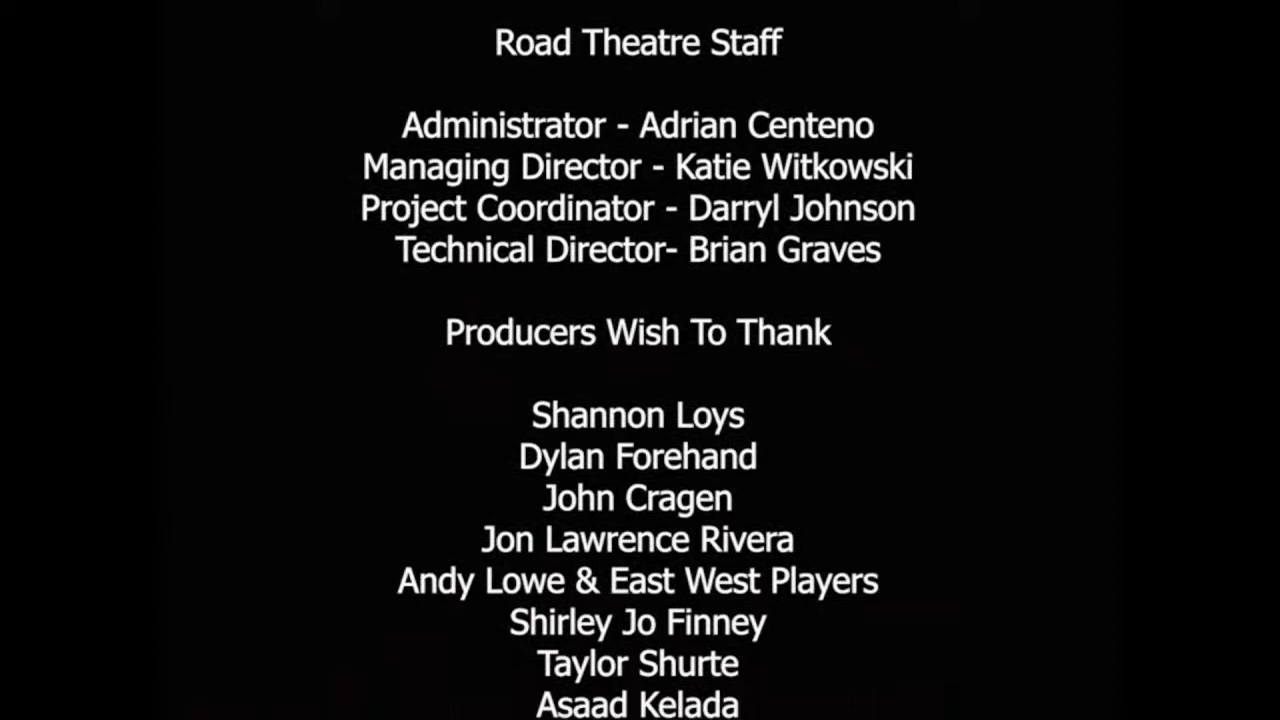 Road Theatre Staff
Administrator - Adrian Centeno
Managing Director - Katie Witkowski
Project Coordinator - Darryl Johnson
Technical Director- Brian Graves
Producers Wish To Thank
Shannon Loys
Dylan Forehand
John Cragen
Jon Lawrence Rivera
Andy Lowe & East West Players
Shirley Jo Finney
Taylor Shurte
Asaad Kelada